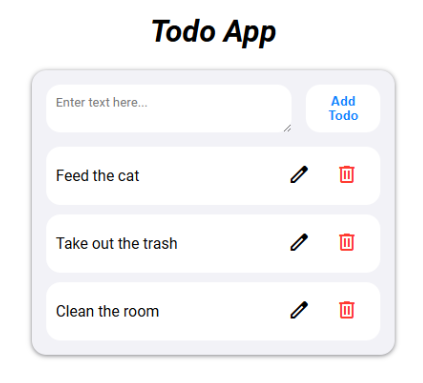 Todo App
Enter text here...
Add
Todo
Feed the cat
Take out the trash
Clean the room